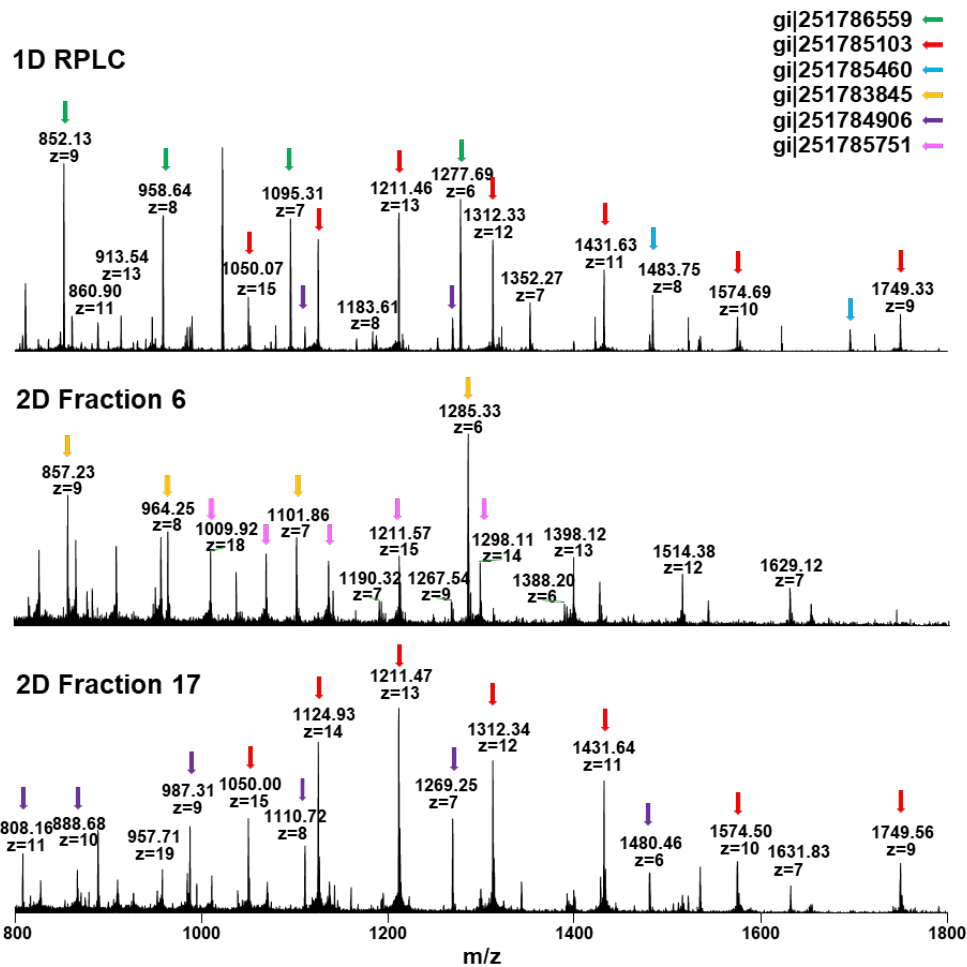 gi|251786559
gi|251785103
gi|251785460
gi|251783845
gi|251784906
gi|251785751
1D RPLC
852.13
z=9
958.64
z=8
1095.31
z=7
1211.46
z=13
1277.69
z=6
1312.33
z=12
913.54
z=13
860.90
z=11
1050.07
z=15
1183.61
z=8
1352.27
z=7
1431.63
z=11
1483.75
z=8
1574.69
z=10
1749.33
z=9
2D Fraction 6
857.23
z=9
964.25
z=8
1009.92
z=18
1101.86
z=7
1211.57
z=15
1285.33
z=6
1190.32
z=7
1267.54
z=9
1298.11
z=14
1388.20
z=6
1398.12
z=13
1514.38
z=12
1629.12
z=7
2D Fraction 17
808.16
z=11
888.68
z=10
957.71
z=19
987.31
z=9
1050.00
z=15
1110.72
z=8
1124.93
z=14
1211.47
z=13
1269.25
z=7
1312.34
z=12
1431.64
z=11
1480.46
z=6
1574.50
z=10
1631.83
z=7
1749.56
z=9
800 1000 1200 1400 1600 1800
m/z